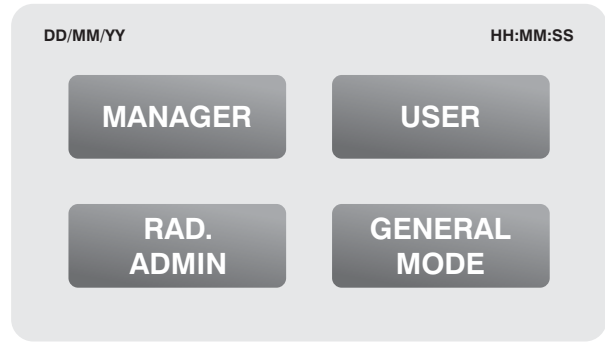 DD/MM/YY
HH:MM:SS
MANAGER
USER
RAD.
ADMIN
GENERAL
MODE